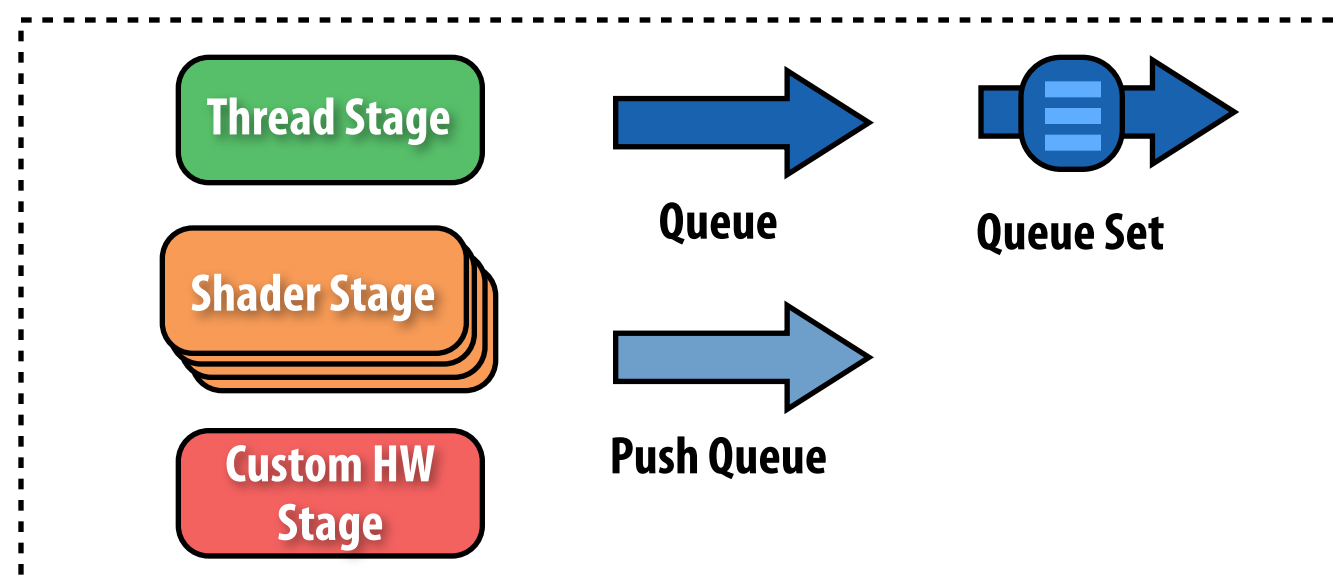 Thread Stage
Queue
Queue Set
Shader Stage
Push Queue
Custom HW
Stage